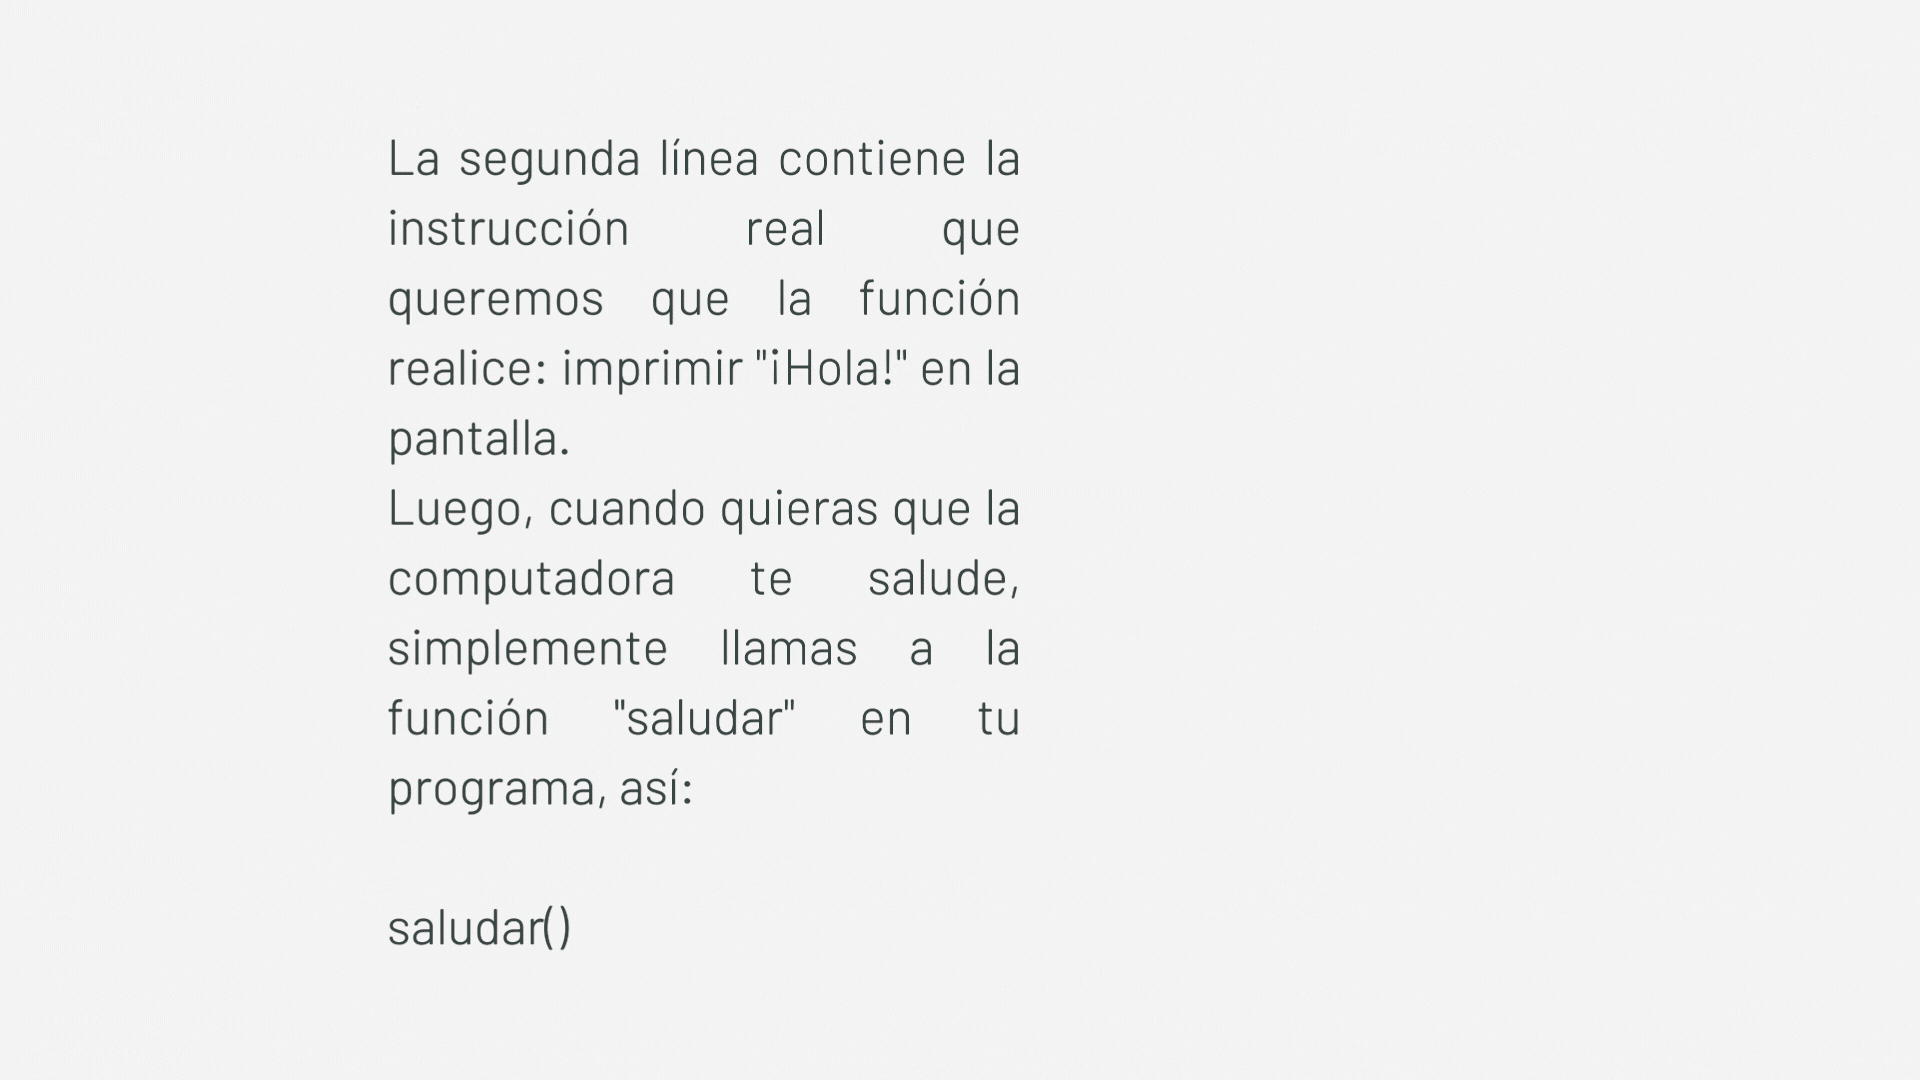 La segunda línea contiene la
instrucción real que
queremos que la función
realice: imprimir "¡Hola!" en la
pantalla.
Luego, cuando quieras que la
computadora te salude,
simplemente llamas a la
función "saludar" en tu
programa, así:
saludar()